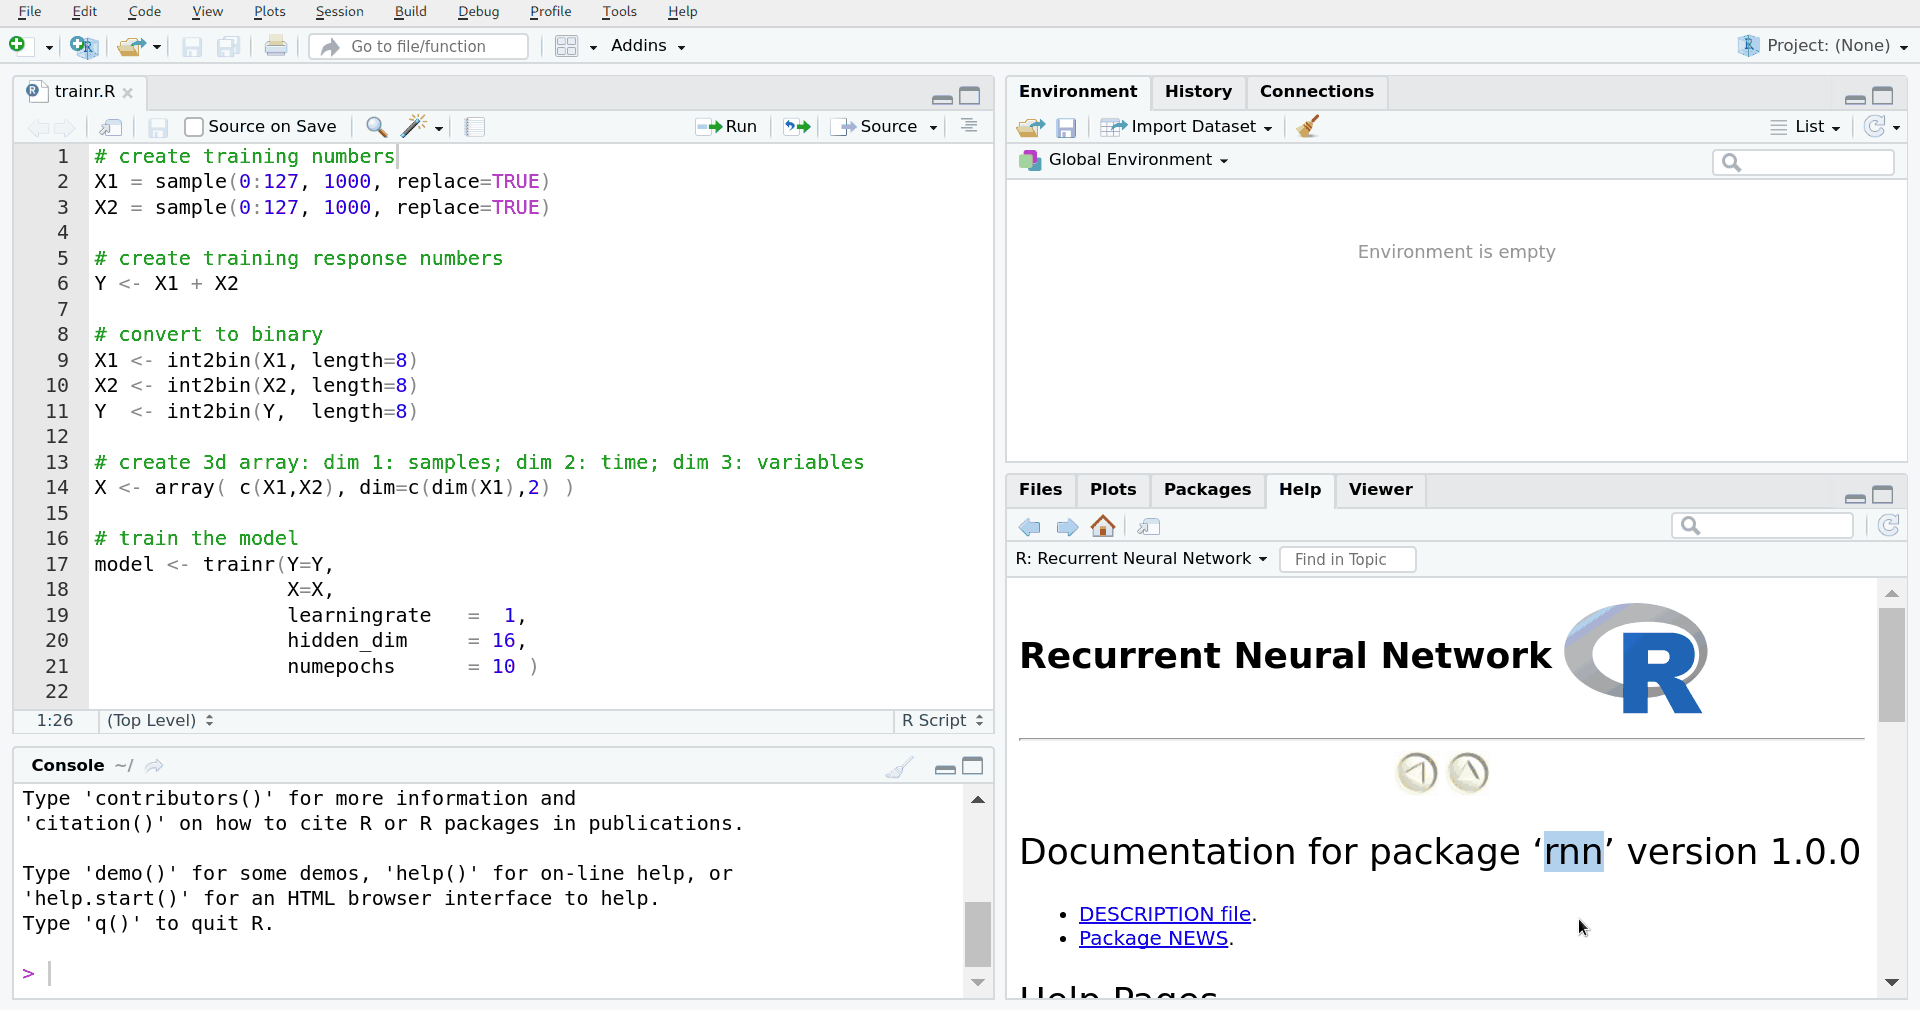 File Edit Code View Plots Session Build Debug Profile Tools Help
Go to file/function Addins Project: (None)
trainr.R
Source on Save Run Source
1 # create training numbers
2 X1 = sample(0:127, 1000, replace=TRUE)
3 X2 = sample(0:127, 1000, replace=TRUE)
4
5 # create training response numbers
6 Y <- X1 + X2
7
8 # convert to binary
9 X1 <- int2bin(X1, length=8)
10 X2 <- int2bin(X2, length=8)
11 Y  <- int2bin(Y,  length=8)
12
13 # create 3d array: dim 1: samples; dim 2: time; dim 3: variables
14 X <- array( c(X1,X2), dim=c(dim(X1),2) )
15
16 # train the model
17 model <- trainr(Y=Y,
18                 X=X,
19                 learningrate   =  1,
20                 hidden_dim     = 16,
21                 numepochs      = 10 )
22
1:26 (Top Level) R Script
Console ~/
Type 'contributors()' for more information and
'citation()' on how to cite R or R packages in publications.
Type 'demo()' for some demos, 'help()' for on-line help, or
'help.start()' for an HTML browser interface to help.
Type 'q()' to quit R.
>
Environment History Connections
Import Dataset List
Global Environment
Environment is empty
Files Plots Packages Help Viewer
R: Recurrent Neural Network Find in Topic
Recurrent Neural Network R
Documentation for package ‘rnn’ version 1.0.0
• DESCRIPTION file.
• Package NEWS.
Help Pages